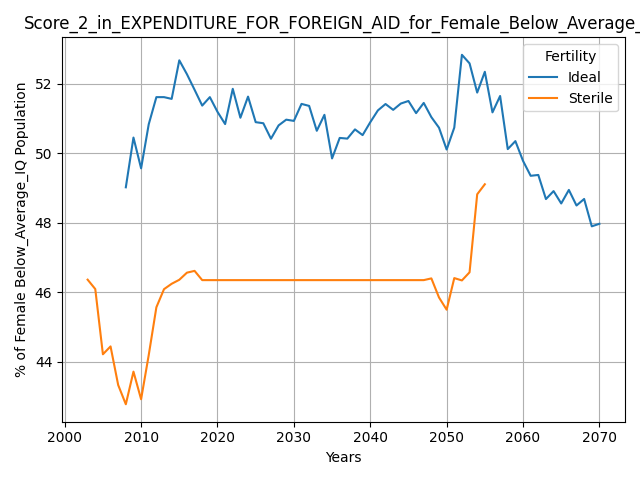 Score_2_in_EXPENDITURE_FOR_FOREIGN_AID_for_Female_Below_Average_
Fertility
Ideal
Sterile
% of Female Below_Average_IQ Population
52
50
48
46
44
2000 2010 2020 2030 2040 2050 2060 2070
Years